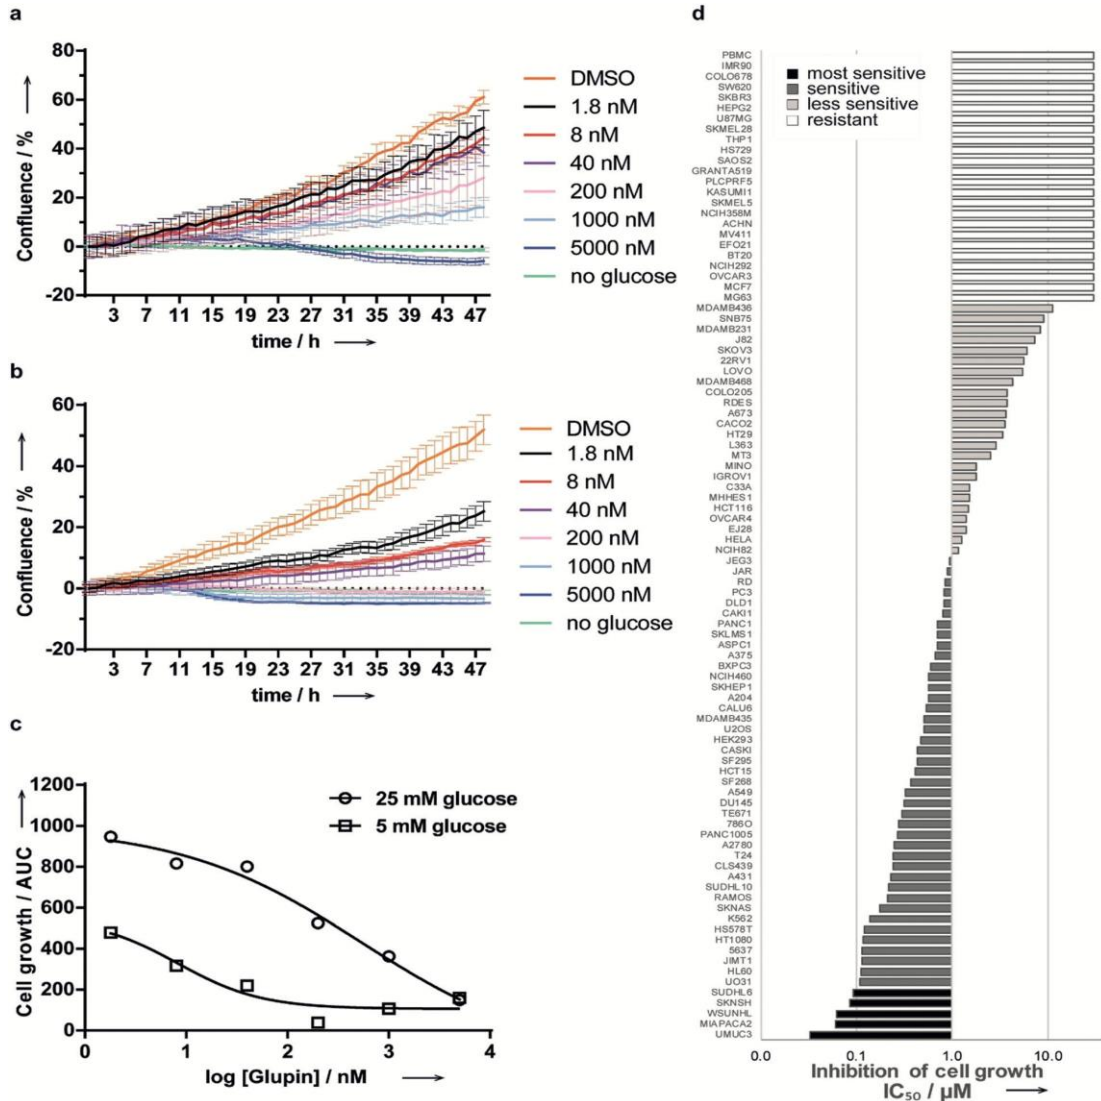 a
80
60
40
20
0
-20
Confluence / %
3 7 11 15 19 23 27 31 35 39 43 47
time / h
DMSO
1.8 nM
8 nM
40 nM
200 nM
1000 nM
5000 nM
no glucose
b
60
40
20
0
-20
Confluence / %
3 7 11 15 19 23 27 31 35 39 43 47
time / h
DMSO
1.8 nM
8 nM
40 nM
200 nM
1000 nM
5000 nM
no glucose
c
1200
1000
800
600
400
200
0
Cell growth / AUC
0 1 2 3 4
log [Glupin] / nM
25 mM glucose
5 mM glucose
d
most sensitive
sensitive
less sensitive
resistant
PBMC
IMR90
COLO678
SW620
SKBR3
HEPG2
U87MG
SKMEL28
THP1
HS729
SAOS2
GRANTA519
PLCPRF5
KASUMI1
SKMEL5
NCIH358M
ACHN
MV411
EFO21
BT20
NCIH292
OVCAR3
MCF7
MG63
MDAMB436
SNB75
MDAMB231
J82
SKOV3
22RV1
LOVO
MDAMB468
COLO205
RDES
A673
CACO2
HT29
L363
MT3
MINO
IGROV1
C33A
MHHES1
HCT116
OVCAR4
EJ28
HELA
NCIH82
JEG3
JAR
RD
PC3
DLD1
CAKI1
PANC1
SKLMS1
ASPC1
A375
BXPC3
NCIH460
SKHEP1
A204
CALU6
MDAMB435
U2OS
HEK293
CASKI
SF295
HCT15
SF268
A549
DU145
TE671
786O
PANC1005
A2780
T24
CLS439
A431
SUDHL10
RAMOS
SKNAS
K562
HS578T
HT1080
5637
JIMT1
HL60
UO31
SUDHL6
SKNSH
WSUNHL
MIAPACA2
UMUC3
0.0 0.1 1.0 10.0
Inhibition of cell growth
IC₅₀ / µM